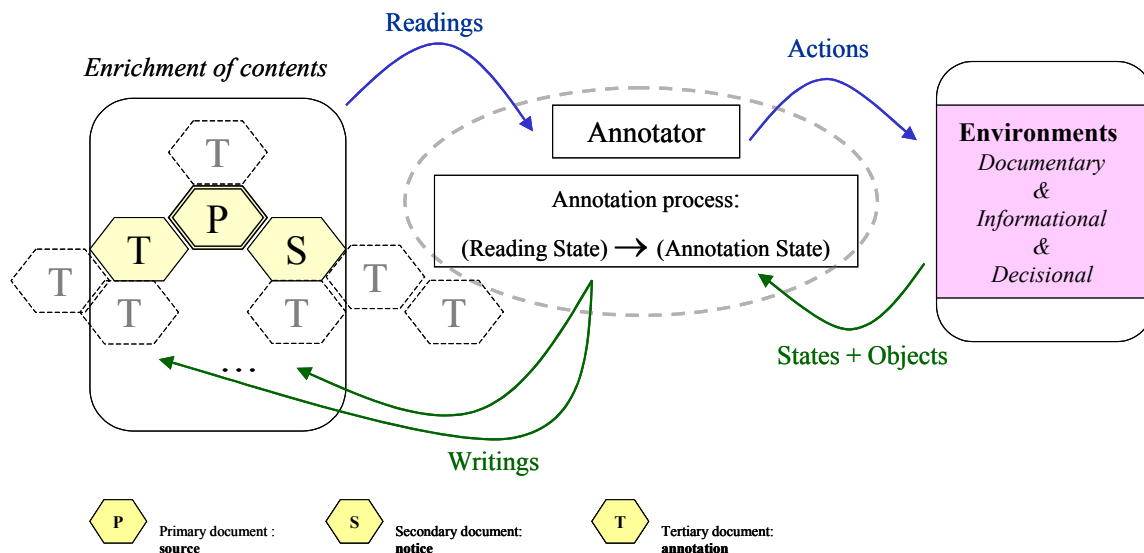 Readings
Actions
Enrichment of contents
T
P
T
S
T
T
T
T
T
...
Annotator
Annotation process:
(Reading State) → (Annotation State)
Environments
Documentary
&
Informational
&
Decisional
States + Objects
Writings
P
Primary document :
source
S
Secondary document:
notice
T
Tertiary document:
annotation